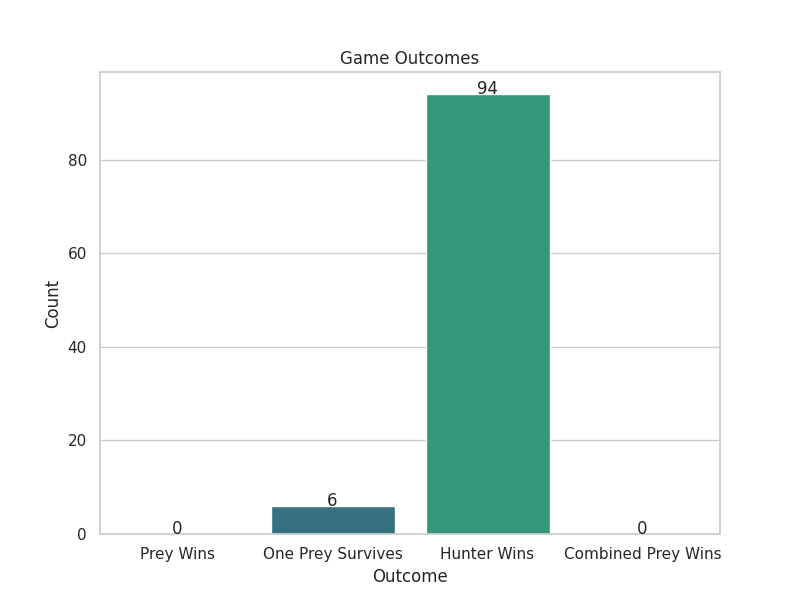 Game Outcomes
94
80
60
Count
40
20
6
0
0
0
Prey Wins
One Prey Survives
Hunter Wins
Combined Prey Wins
Outcome